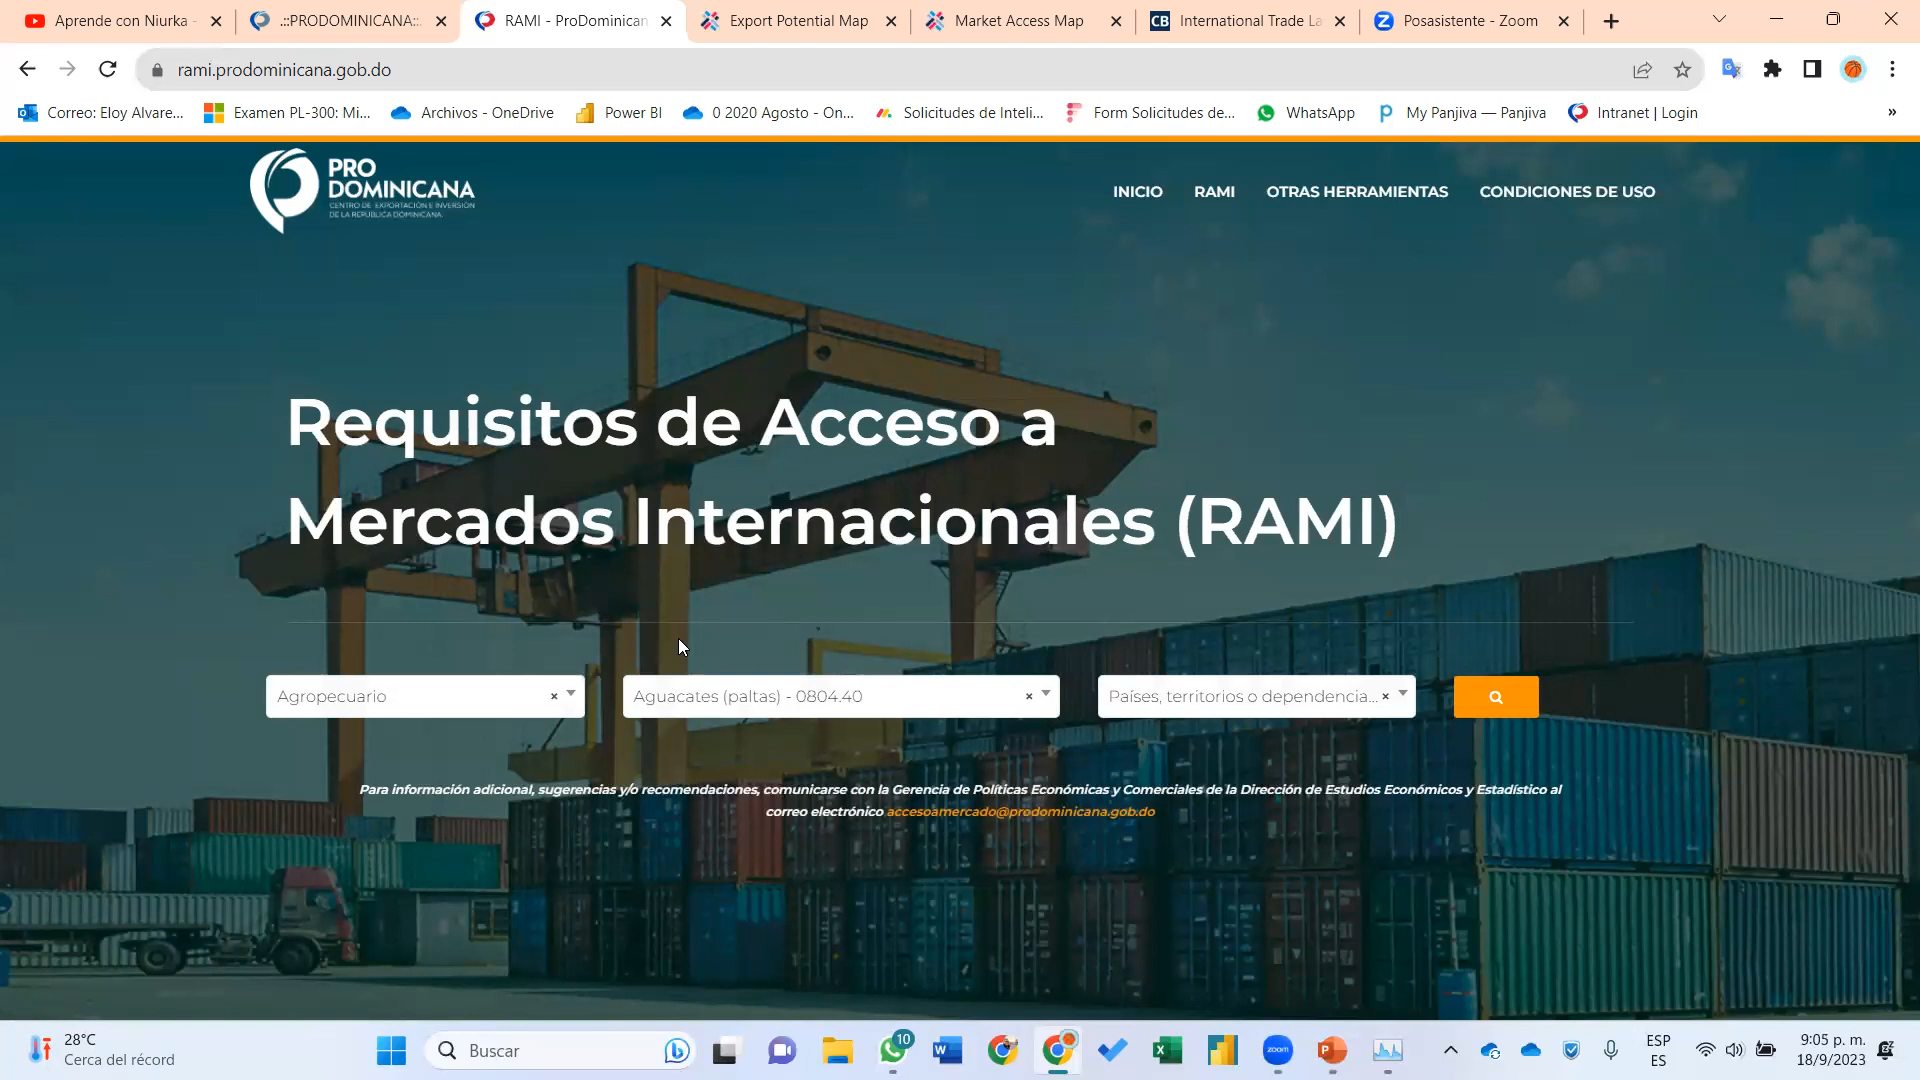 Aprende con Niurka -
.::PRODOMINICANA::.
RAMI - ProDominican
Export Potential Map
Market Access Map
CB
International Trade La
Posasistente - Zoom
rami.prodominicana.gob.do
Correo: Eloy Alvare...
Examen PL-300: Mi...
Archivos - OneDrive
Power BI
0 2020 Agosto - On...
Solicitudes de Inteli...
Form Solicitudes de...
WhatsApp
My Panjiva — Panjiva
Intranet | Login
»
PRO
DOMINICANA
CENTRO DE EXPORTACIÓN E INVERSIÓN
DE LA REPÚBLICA DOMINICANA
INICIO
RAMI
OTRAS HERRAMIENTAS
CONDICIONES DE USO
Requisitos de Acceso a
Mercados Internacionales (RAMI)
Agropecuario
Aguacates (paltas) - 0804.40
Países, territorios o dependencia...
Para información adicional, sugerencias y/o recomendaciones, comunicarse con la Gerencia de Políticas Económicas y Comerciales de la Dirección de Estudios Económicos y Estadístico al
correo electrónico accesoamercado@prodominicana.gob.do
28°C
Cerca del récord
Buscar
10
zoom
ESP
ES
9:05 p. m.
18/9/2023